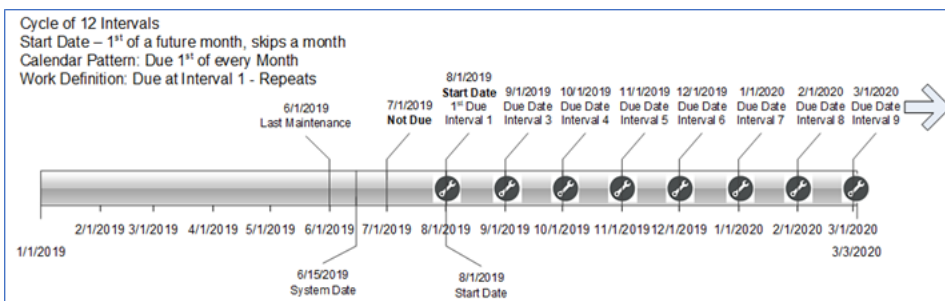 Cycle of 12 Intervals
Start Date – 1st of a future month, skips a month
Calendar Pattern: Due 1st of every Month
Work Definition: Due at Interval 1 - Repeats
6/1/2019
Last Maintenance
7/1/2019
Not Due
8/1/2019
Start Date
1st Due
Interval 1
9/1/2019
Due Date
Interval 3
10/1/2019
Due Date
Interval 4
11/1/2019
Due Date
Interval 5
12/1/2019
Due Date
Interval 6
1/1/2020
Due Date
Interval 7
2/1/2020
Due Date
Interval 8
3/1/2020
Due Date
Interval 9
2/1/2019 3/1/2019 4/1/2019 5/1/2019 6/1/2019 7/1/2019 8/1/2019 9/1/2019 10/1/2019 11/1/2019 12/1/2019 1/1/2020 2/1/2020 3/1/2020
1/1/2019 3/3/2020
6/15/2019
System Date
8/1/2019
Start Date